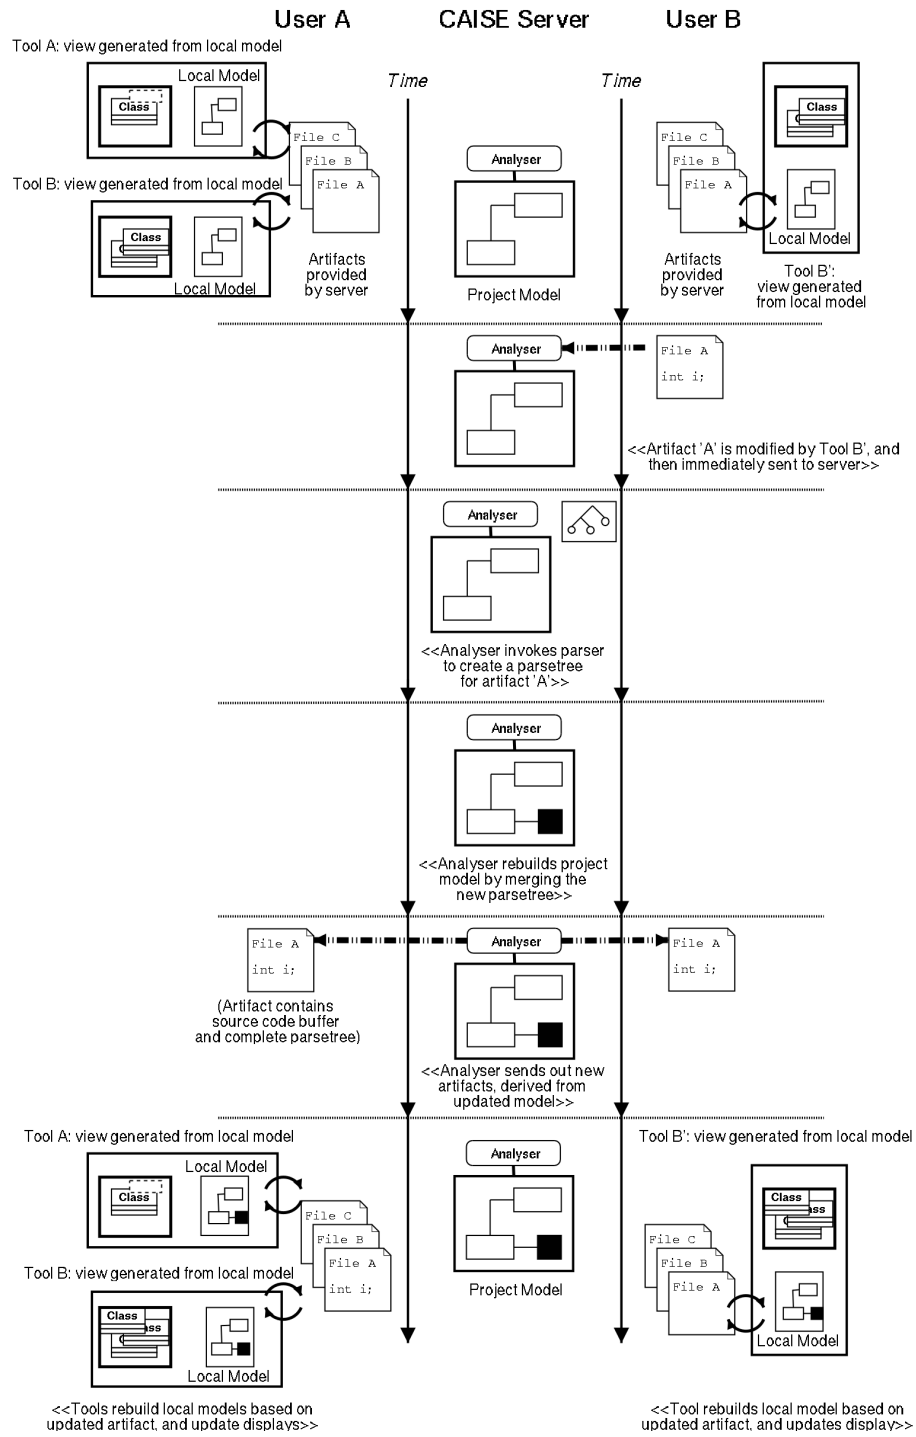 User A
CAISE Server
User B
Tool A: view generated from local model
Local Model
Class
Time
Time
File C
File B
File A
Tool B: view generated from local model
Class
Local Model
Artifacts
provided
by server
Analyser
Project Model
File C
File B
File A
Artifacts
provided
by server
Class
Local Model
Tool B':
view generated
from local model
Analyser
File A
int i;
<<Artifact 'A' is modified by Tool B', and
then immediately sent to server>>
Analyser
<<Analyser invokes parser
to create a parsetree
for artifact 'A'>>
Analyser
<<Analyser rebuilds project
model by merging the
new parsetree>>
File A
int i;
(Artifact contains
source code buffer
and complete parsetree)
Analyser
File A
int i;
<<Analyser sends out new
artifacts, derived from
updated model>>
Tool A: view generated from local model
Local Model
Class
File C
File B
File A
int i;
Tool B: view generated from local model
Class
ass
Local Model
<<Tools rebuild local models based on
updated artifact, and update displays>>
Analyser
Project Model
Tool B': view generated from local model
Class
ass
File C
File B
File A
Local Model
<<Tool rebuilds local model based on
updated artifact, and updates display>>